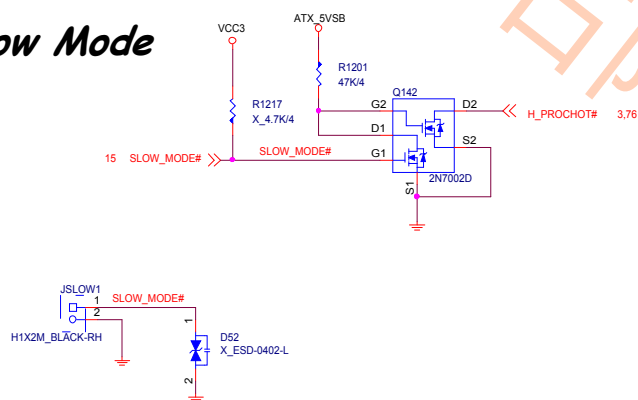 ow Mode
VCC3
ATX_5VSB
R1201
47K/4
R1217
X_4.7K/4
Q142
G2
D2
H_PROCHOT#
3,76
D1
S2
15
SLOW_MODE#
SLOW_MODE#
G1
2N7002D
S1
JSLOW1
1
SLOW_MODE#
2
H1X2M_BLACK-RH
1
D52
X_ESD-0402-L
2